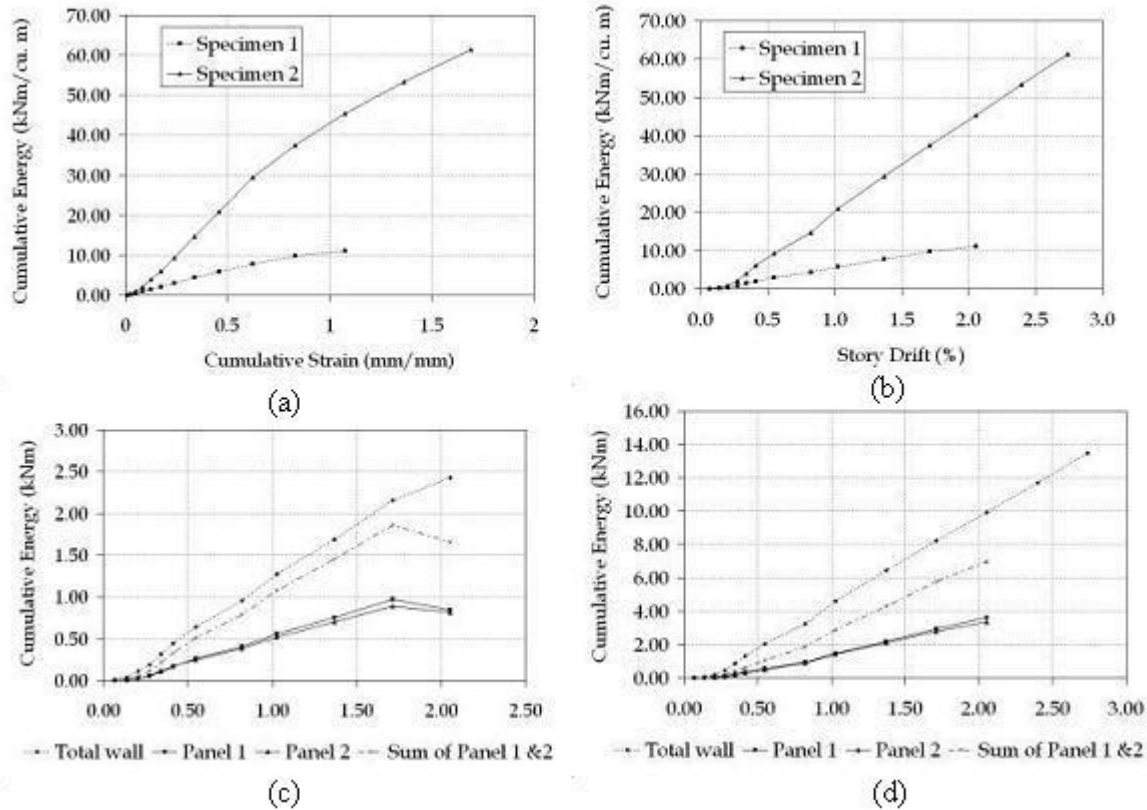 70.00
60.00
50.00
40.00
30.00
20.00
10.00
0.00
Cumulative Energy (kNm/cu. m)
Specimen 1
Specimen 2
0 0.5 1 1.5 2
Cumulative Strain (mm/mm)
(a)
70.00
60.00
50.00
40.00
30.00
20.00
10.00
0.00
Cumulative Energy (kNm/cu. m)
Specimen 1
Specimen 2
0.0 0.5 1.0 1.5 2.0 2.5 3.0
Story Drift (%)
(b)
3.00
2.50
2.00
1.50
1.00
0.50
0.00
Cumulative Energy (kNm)
0.00 0.50 1.00 1.50 2.00 2.50
Total wall Panel 1 Panel 2 Sum of Panel 1 &2
(c)
16.00
14.00
12.00
10.00
8.00
6.00
4.00
2.00
0.00
Cumulative Energy (kNm)
0.00 0.50 1.00 1.50 2.00 2.50 3.00
Total wall Panel 1 Panel 2 Sum of Panel 1 &2
(d)